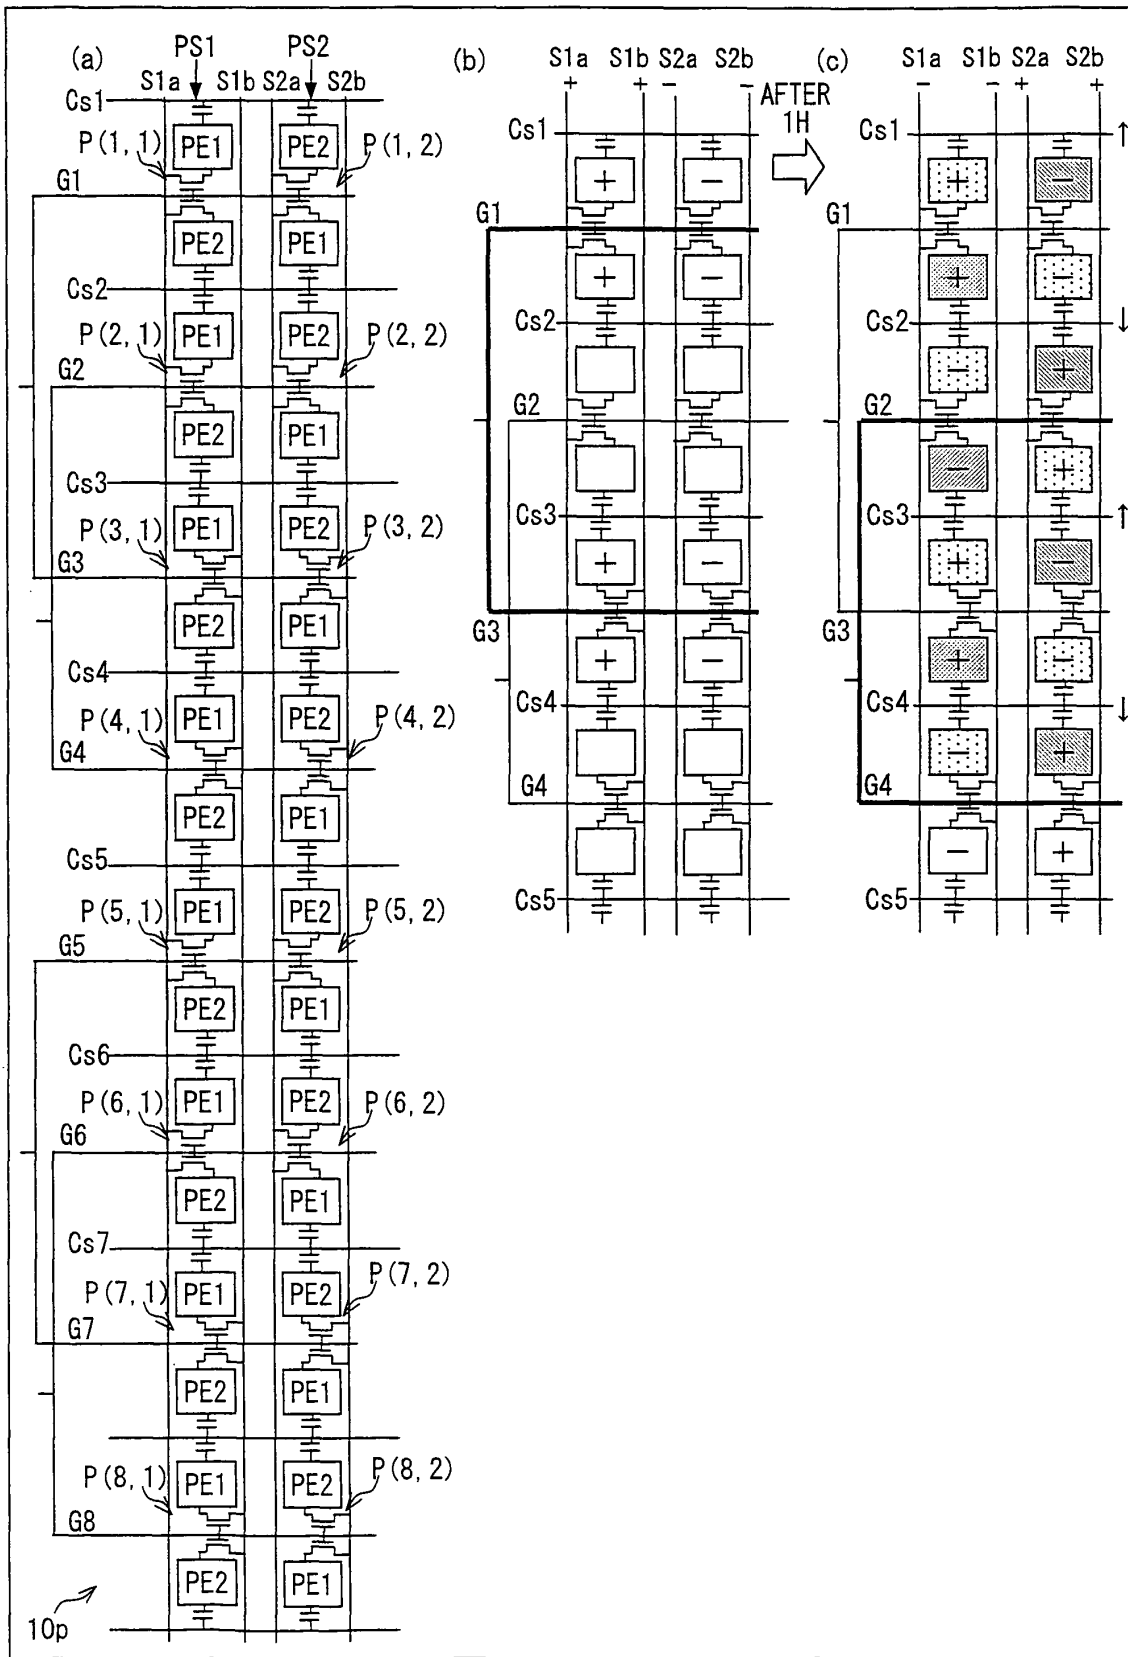 (a)
PS1 PS2
S1a S1b S2a S2b
Cs1
PE1 PE2
P(1, 1) P(1, 2)
G1
PE2 PE1
Cs2
PE1 PE2
P(2, 1) P(2, 2)
G2
PE2 PE1
Cs3
PE1 PE2
P(3, 1) P(3, 2)
G3
PE2 PE1
Cs4
PE1 PE2
P(4, 1) P(4, 2)
G4
PE2 PE1
Cs5
PE1 PE2
P(5, 1) P(5, 2)
G5
PE2 PE1
Cs6
PE1 PE2
P(6, 1) P(6, 2)
G6
PE2 PE1
Cs7
PE1 PE2
P(7, 1) P(7, 2)
G7
PE2 PE1
PE1 PE2
P(8, 1) P(8, 2)
G8
PE2 PE1
10p
(b)
S1a S1b S2a S2b
+ + − −
Cs1
+ −
G1
+ −
Cs2
G2
Cs3
+ −
G3
+ −
Cs4
G4
Cs5
AFTER
1H
(c)
S1a S1b S2a S2b
− − + +
Cs1 ↑
+ −
G1
+ −
Cs2 ↓
− +
G2
− +
Cs3 ↑
+ −
G3
+ −
Cs4 ↓
− +
G4
− +
Cs5